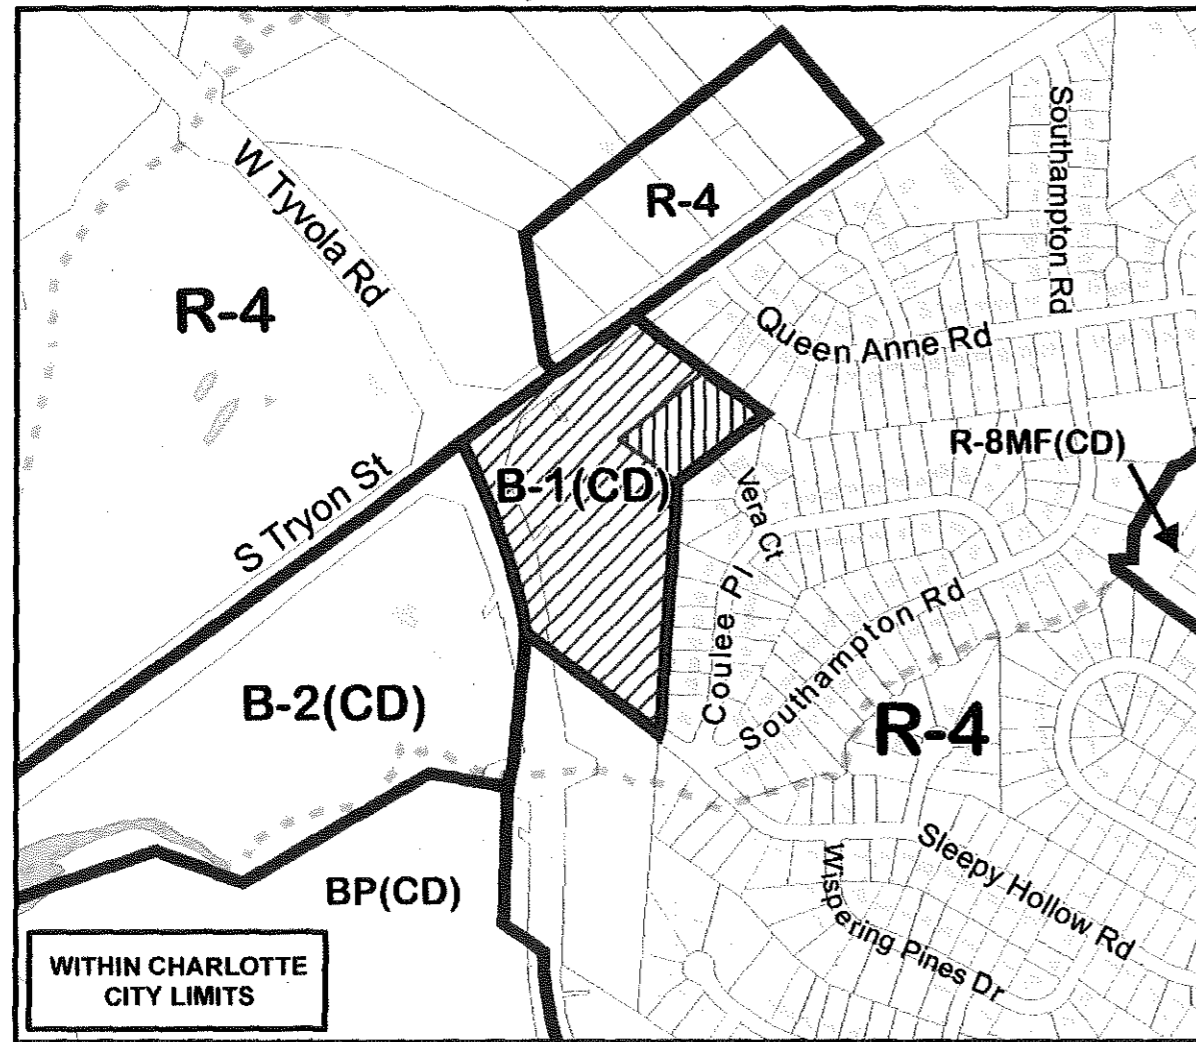 Southampton Rd
W Tyvola Rd
R-4
R-4
Queen Anne Rd
R-8MF(CD)
B-1(CD)
Vera Ct
S Tryon St
Coulee Pl
Southampton Rd
B-2(CD)
R-4
Sleepy Hollow Rd
Wispering Pines Dr
BP(CD)
WITHIN CHARLOTTE
CITY LIMITS